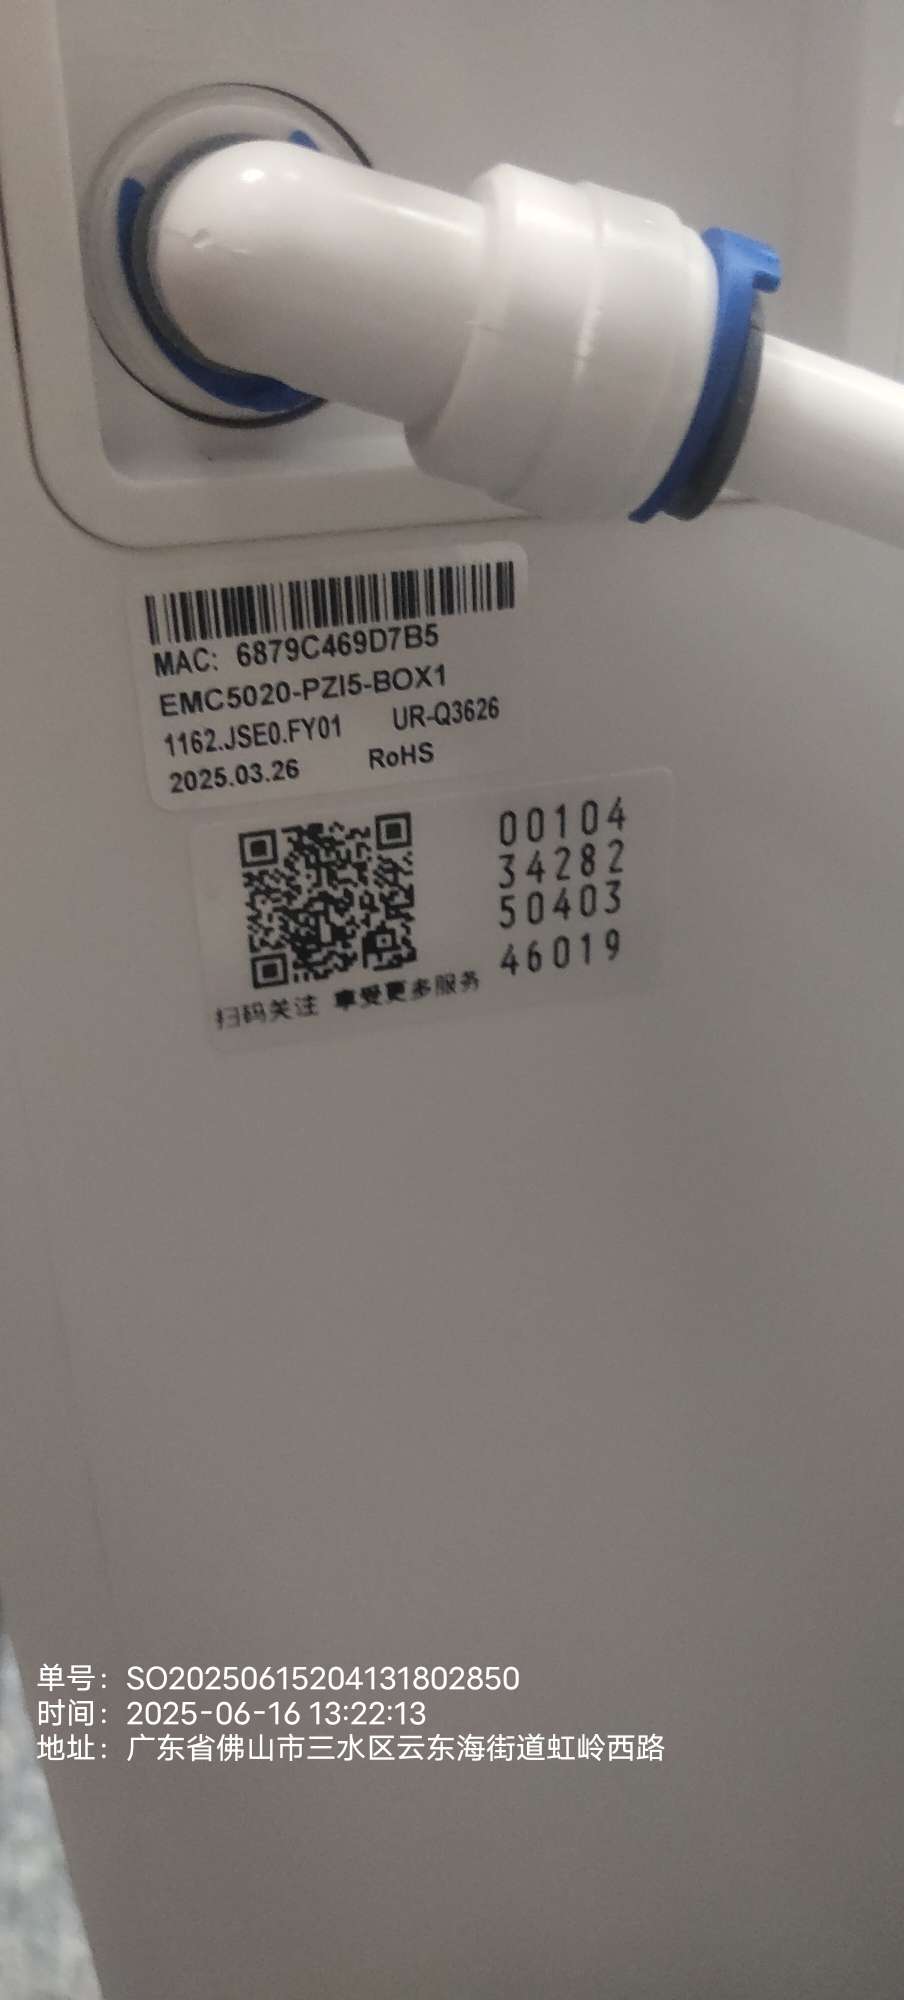 MAC: 6879C469D7B5
EMC5020-PZI5-BOX1
1162.JSE0.FY01 UR-Q3626
2025.03.26 RoHS
00104
34282
50403
46019
扫码关注 享受更多服务
单号：SO20250615204131802850
时间：2025-06-16 13:22:13
地址：广东省佛山市三水区云东海街道虹岭西路